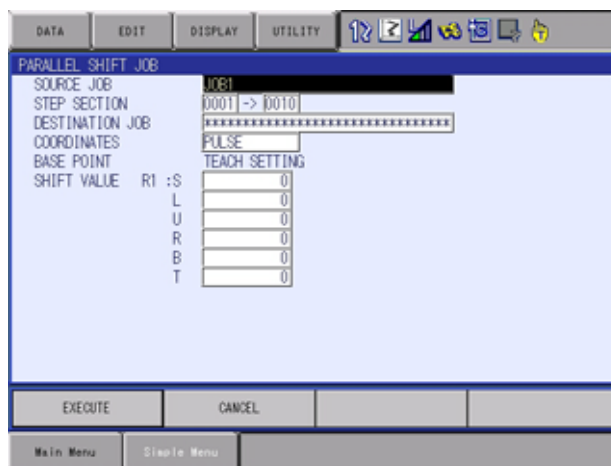 DATA EDIT DISPLAY UTILITY
PARALLEL SHIFT JOB
SOURCE JOB JOB1
STEP SECTION 0001 -> 0010
DESTINATION JOB ********************************
COORDINATES PULSE
BASE POINT TEACH SETTING
SHIFT VALUE R1 :S 0
L 0
U 0
R 0
B 0
T 0
EXECUTE CANCEL
Main Menu Simple Menu